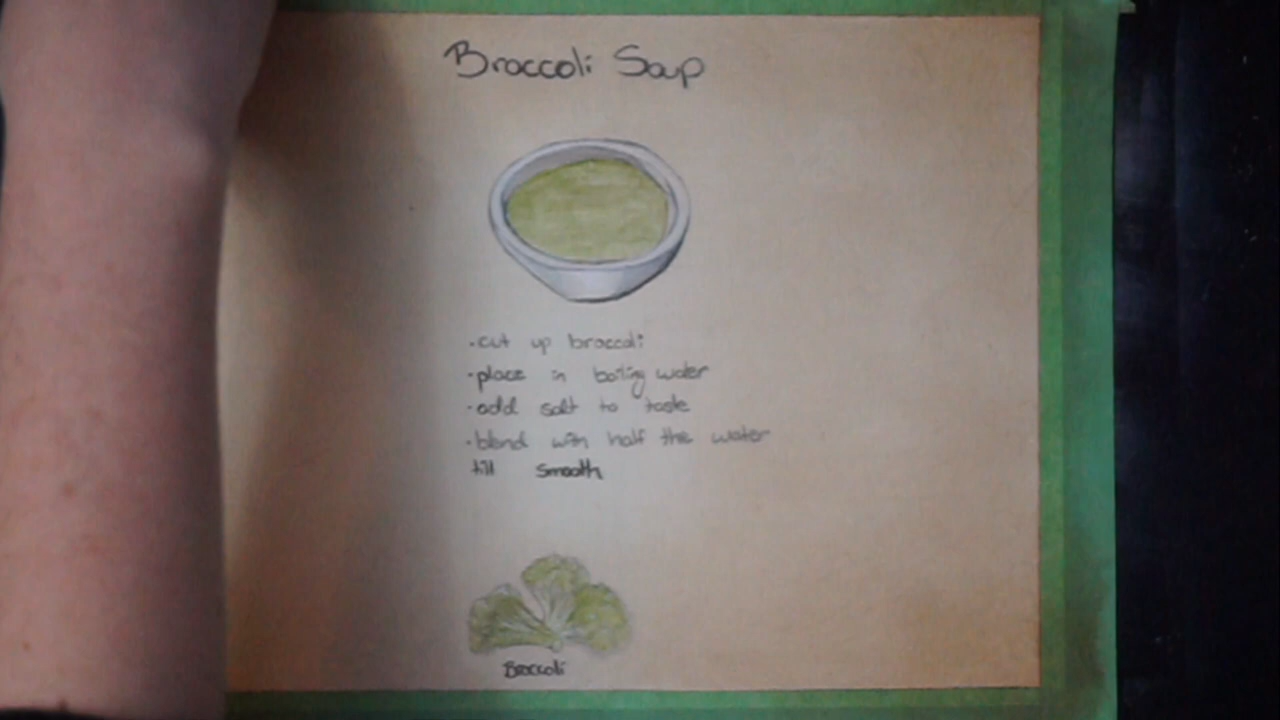 Broccoli Soup
·cut up broccoli
·place in boiling water
·add salt to taste
·blend with half the water
till smooth
Broccoli